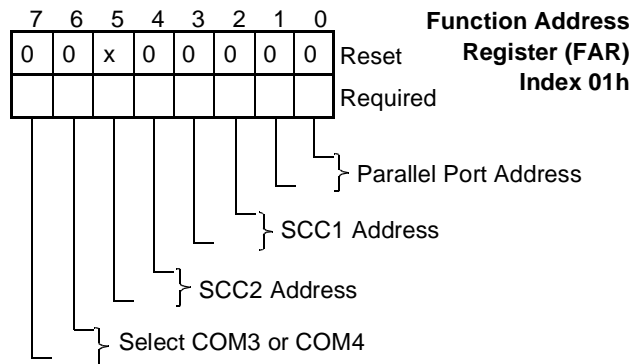 7 6 5 4 3 2 1 0
Function Address
Register (FAR)
Index 01h
0 0 x 0 0 0 0 0 Reset
Required
Parallel Port Address
SCC1 Address
SCC2 Address
Select COM3 or COM4